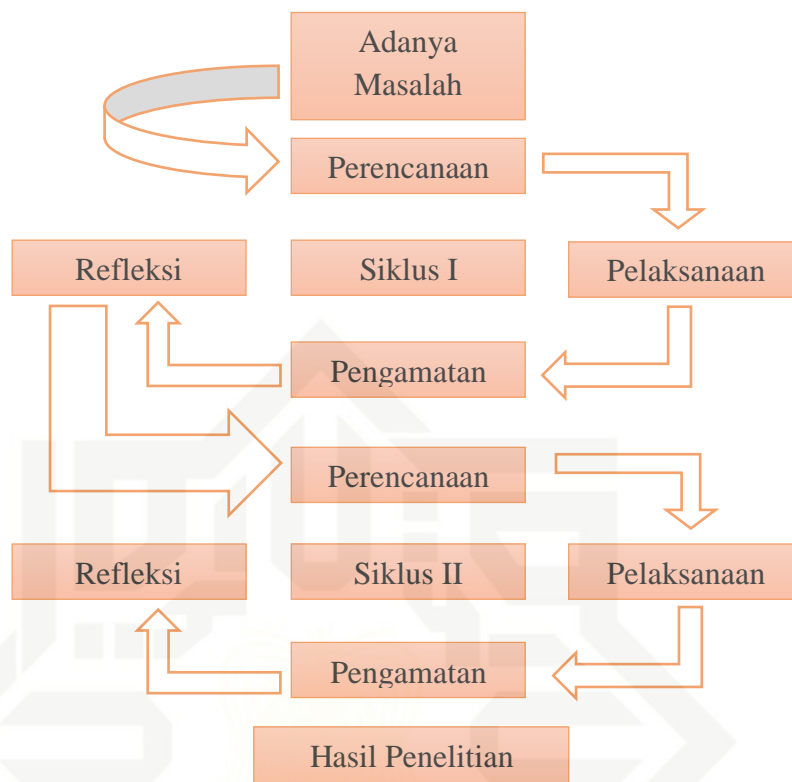 Adanya
Masalah
Perencanaan
Refleksi
Siklus I
Pelaksanaan
Pengamatan
Perencanaan
Refleksi
Siklus II
Pelaksanaan
Pengamatan
Hasil Penelitian